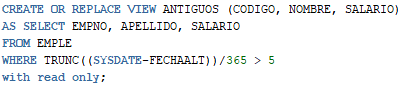 CREATE OR REPLACE VIEW ANTIGUOS (CODIGO, NOMBRE, SALARIO)
AS SELECT EMPNO, APELLIDO, SALARIO
FROM EMPLE
WHERE TRUNC((SYSDATE-FECHAALT))/365 > 5
with read only;